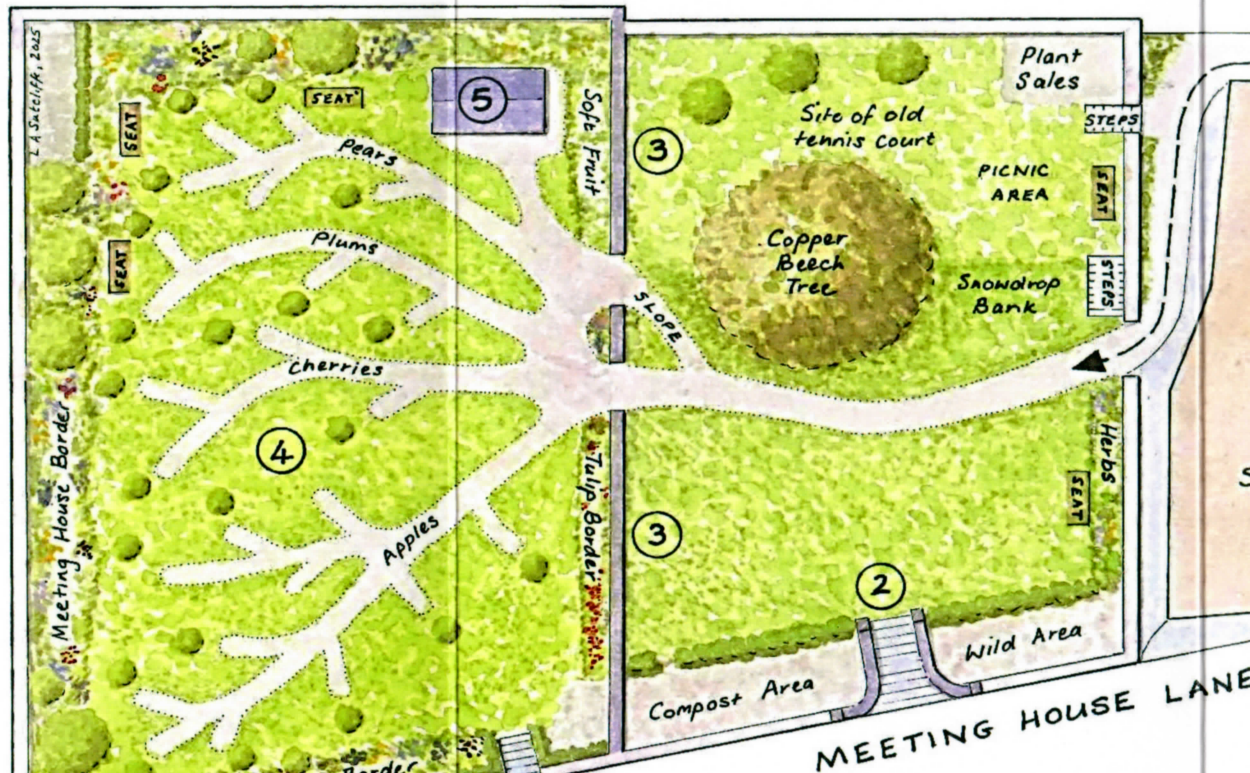 L A Sutcliffe, 2025
SEAT
SEAT
SEAT
5
Soft Fruit
Pears
Plums
Cherries
4
Apples
Meeting House Border
Tulip Border
Border
3
Site of old
tennis court
Plant
Sales
STEPS
PICNIC
AREA
SEAT
Copper
Beech
Tree
Snowdrop
Bank
STEPS
SLOPE
Herbs
SEAT
3
2
Compost Area
Wild Area
MEETING HOUSE LANE
S